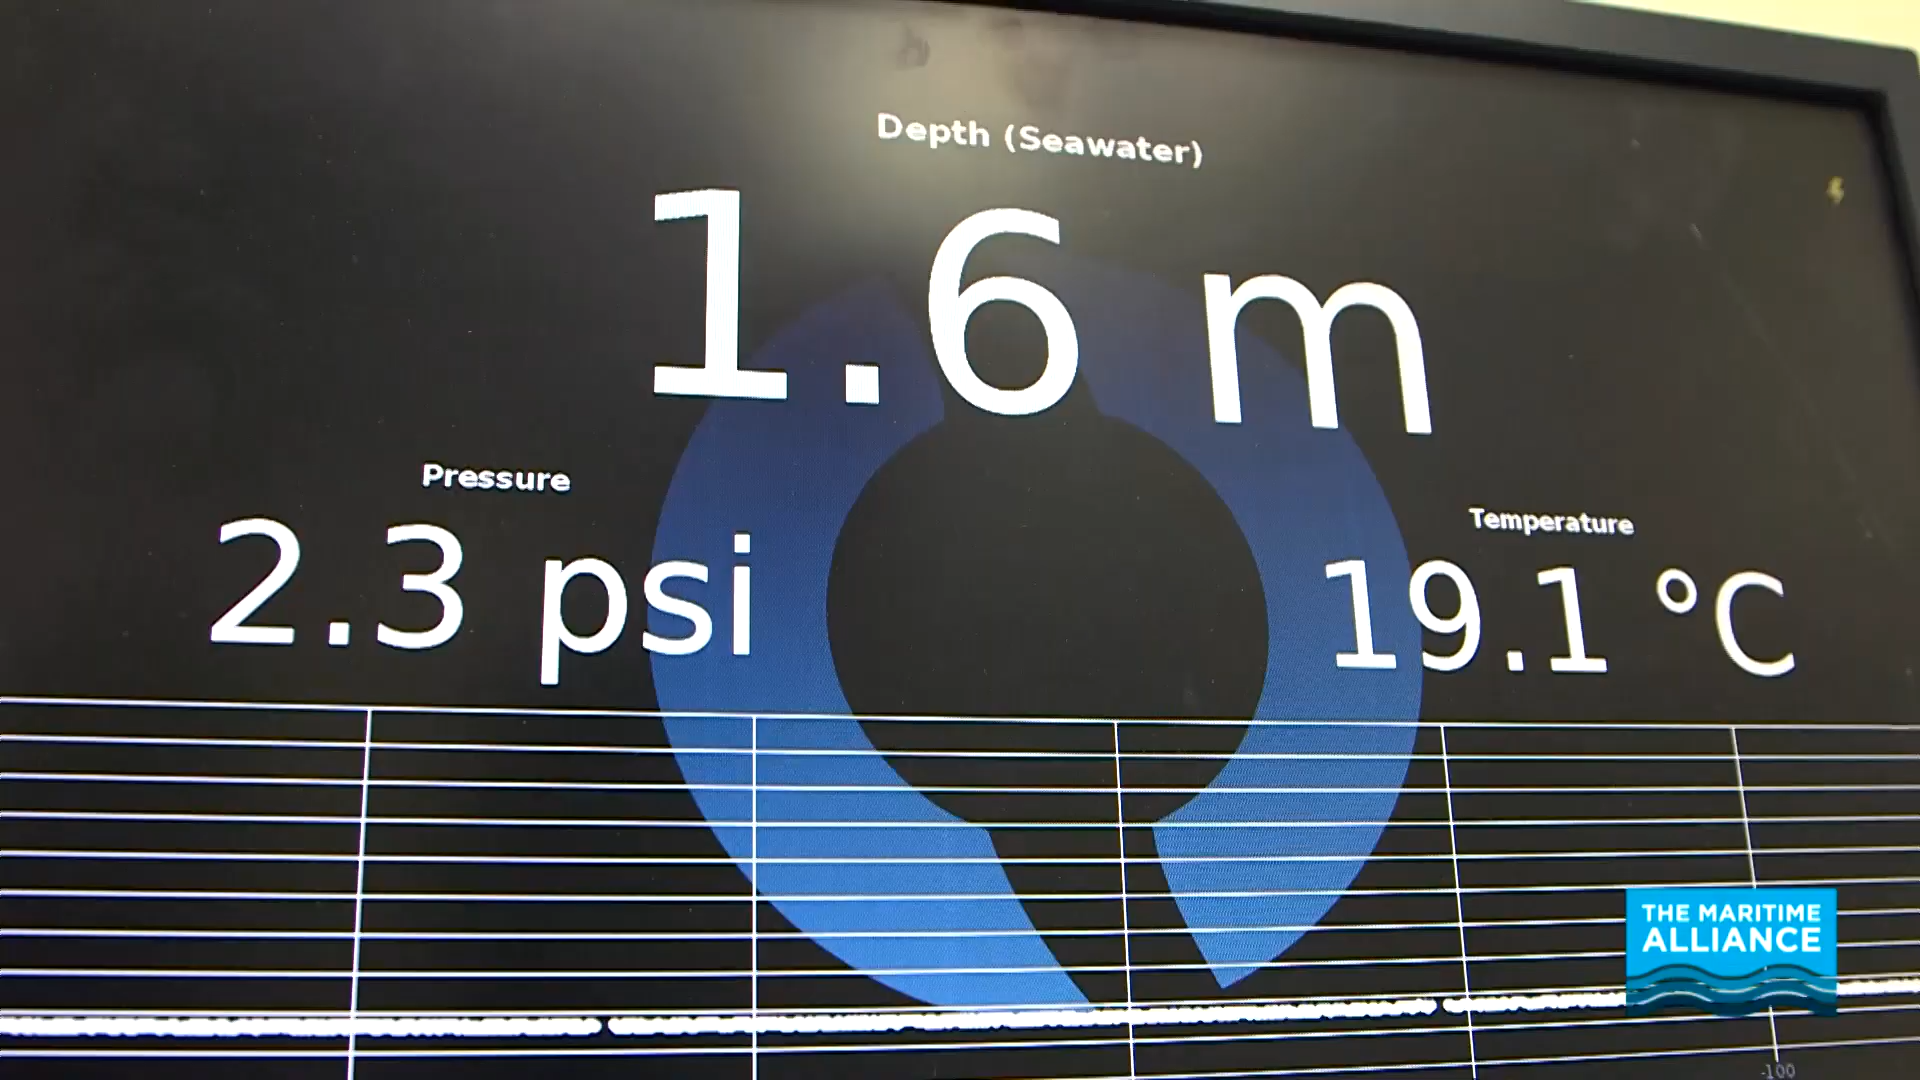 Depth (Seawater)
1.6 m
Pressure
2.3 psi
Temperature
19.1 °C
THE MARITIME
ALLIANCE
-100